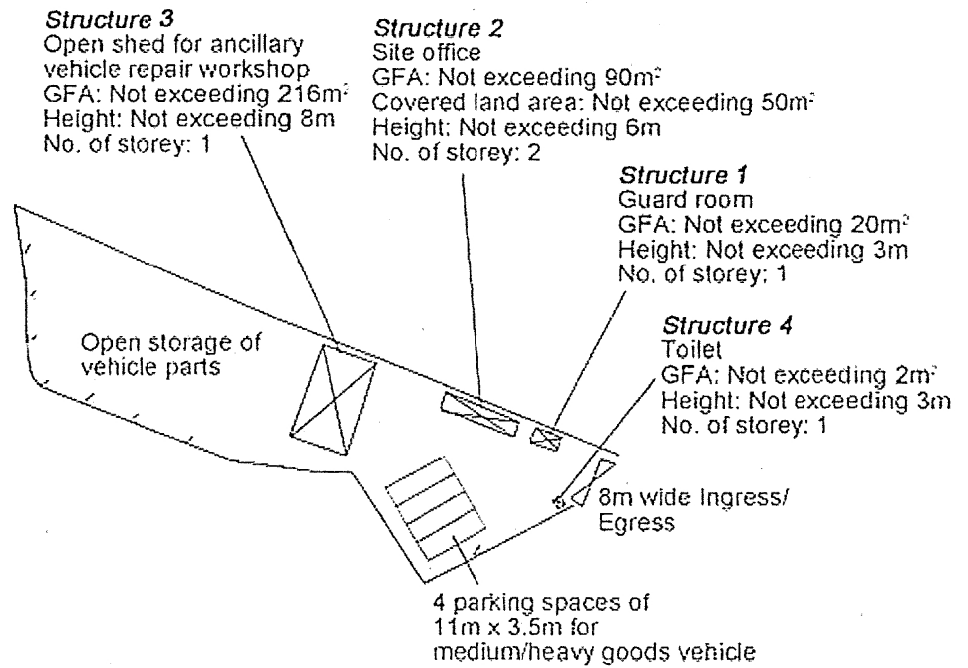 Structure 3
Open shed for ancillary
vehicle repair workshop
GFA: Not exceeding 216m²
Height: Not exceeding 8m
No. of storey: 1
Structure 2
Site office
GFA: Not exceeding 90m²
Covered land area: Not exceeding 50m²
Height: Not exceeding 6m
No. of storey: 2
Structure 1
Guard room
GFA: Not exceeding 20m²
Height: Not exceeding 3m
No. of storey: 1
Structure 4
Toilet
GFA: Not exceeding 2m²
Height: Not exceeding 3m
No. of storey: 1
Open storage of
vehicle parts
8m wide Ingress/
Egress
4 parking spaces of
11m x 3.5m for
medium/heavy goods vehicle